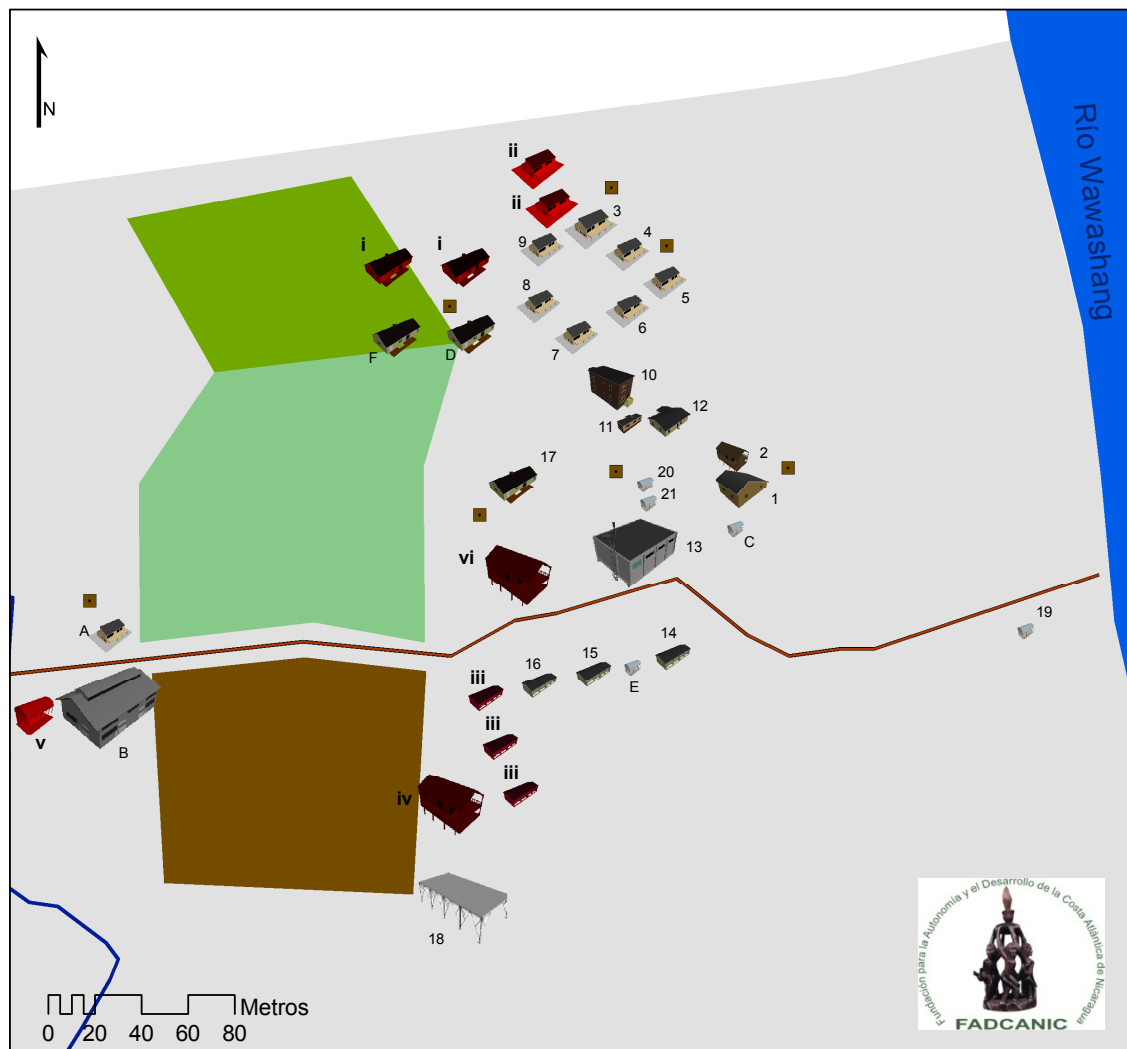 N
Río Wawashang
ii
ii
3
9
4
i
i
5
8
6
F
D
7
10
12
11
2
17
20
1
21
C
13
vi
A
19
14
16
15
E
iii
v
B
iii
iv
iii
18
Metros
0 20 40 60 80
Fundación para la Autonomía y el Desarrollo de la Costa Atlántica de Nicaragua
FADCANIC